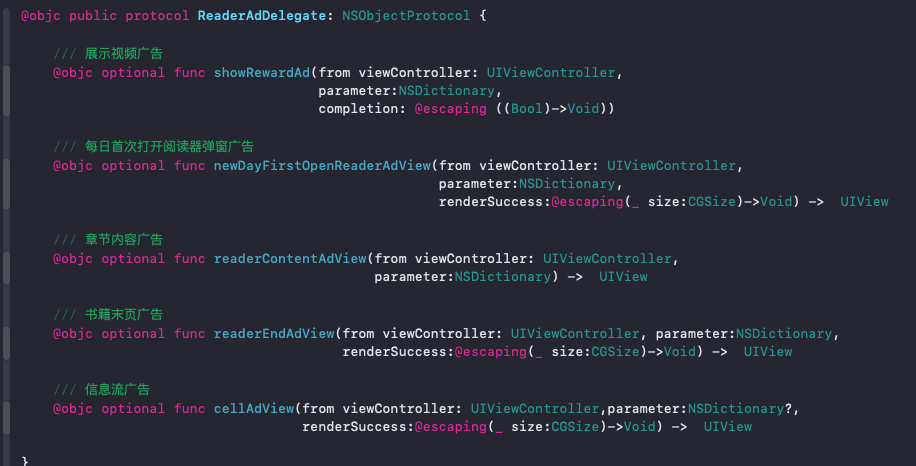 @objc public protocol ReaderAdDelegate: NSObjectProtocol {
/// 展示视频广告
@objc optional func showRewardAd(from viewController: UIViewController,
parameter:NSDictionary,
completion: @escaping ((Bool)->Void))
/// 每日首次打开阅读器弹窗广告
@objc optional func newDayFirstOpenReaderAdView(from viewController: UIViewController,
parameter:NSDictionary,
renderSuccess:@escaping(_ size:CGSize)->Void) -> UIView
/// 章节内容广告
@objc optional func readerContentAdView(from viewController: UIViewController,
parameter:NSDictionary) -> UIView
/// 书籍末页广告
@objc optional func readerEndAdView(from viewController: UIViewController, parameter:NSDictionary,
renderSuccess:@escaping(_ size:CGSize)->Void) -> UIView
/// 信息流广告
@objc optional func cellAdView(from viewController: UIViewController,parameter:NSDictionary?,
renderSuccess:@escaping(_ size:CGSize)->Void) -> UIView
}